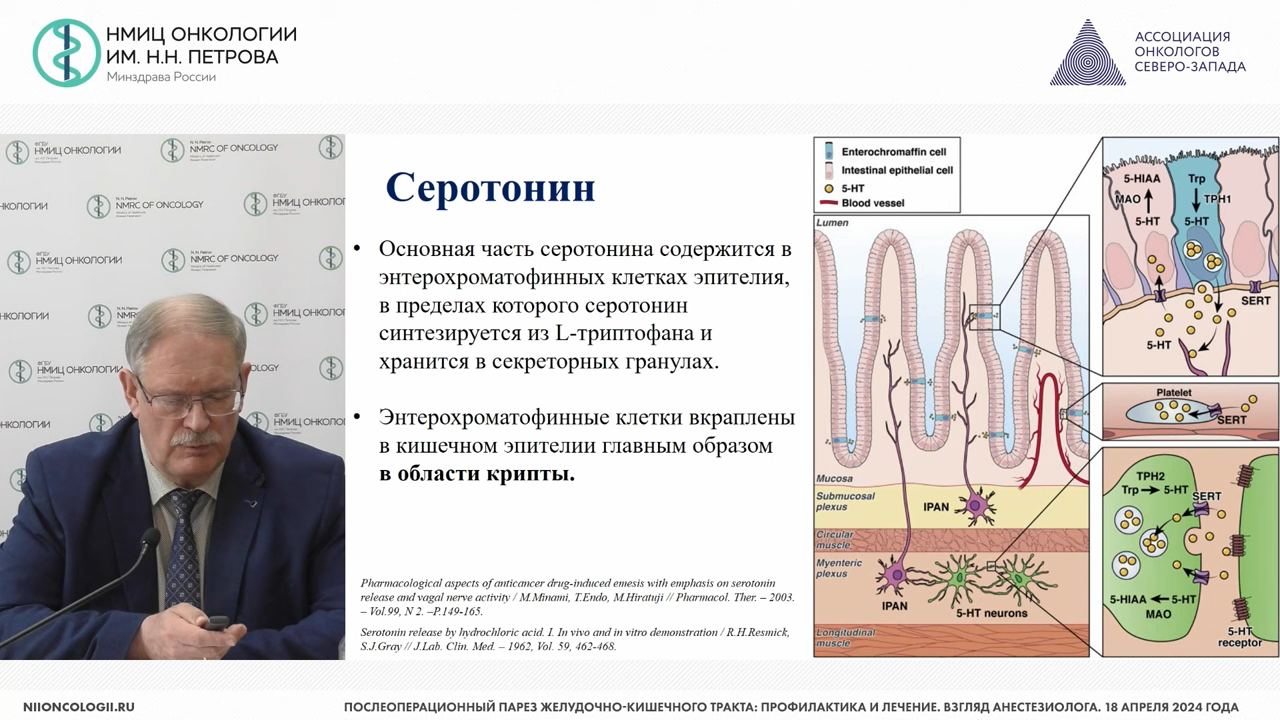 НМИЦ ОНКОЛОГИИ
ИМ. Н.Н. ПЕТРОВА
Минздрава России
АССОЦИАЦИЯ
ОНКОЛОГОВ
СЕВЕРО-ЗАПАДА
НМИЦ ОНКОЛОГИИ
NMRC OF ONCOLOGY
Серотонин
• Основная часть серотонина содержится в
энтерохроматофинных клетках эпителия,
в пределах которого серотонин
синтезируется из L-триптофана и
хранится в секреторных гранулах.
• Энтерохроматофинные клетки вкраплены
в кишечном эпителии главным образом
в области крипты.
Pharmacological aspects of anticancer drug-induced emesis with emphasis on serotonin
release and vagal nerve activity / M.Minami, T.Endo, M.Hiratuji // Pharmacol. Ther. – 2003.
– Vol.99, N 2. –P.149-165.
Serotonin release by hydrochloric acid. I. In vivo and in vitro demonstration / R.H.Resmick,
S.J.Gray // J.Lab. Clin. Med. – 1962, Vol. 59, 462-468.
Enterochromaffin cell
Intestinal epithelial cell
5-HT
Blood vessel
Lumen
Mucosa
Submucosal
plexus
IPAN
Circular
muscle
Myenteric
plexus
IPAN
5-HT neurons
Longitudinal
muscle
5-HIAA
Trp
MAO
TPH1
5-HT
5-HT
SERT
5-HT
Platelet
SERT
TPH2
Trp
5-HT
SERT
5-HIAA
5-HT
MAO
5-HT
receptor
NIIONCOLOGII.RU
ПОСЛЕОПЕРАЦИОННЫЙ ПАРЕЗ ЖЕЛУДОЧНО-КИШЕЧНОГО ТРАКТА: ПРОФИЛАКТИКА И ЛЕЧЕНИЕ. ВЗГЛЯД АНЕСТЕЗИОЛОГА. 18 АПРЕЛЯ 2024 ГОДА